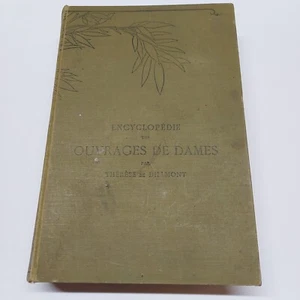 ENCYCLOPÉDIE
DES
OUVRAGES DE DAMES
PAR
THÉRÈSE DE DILLMONT